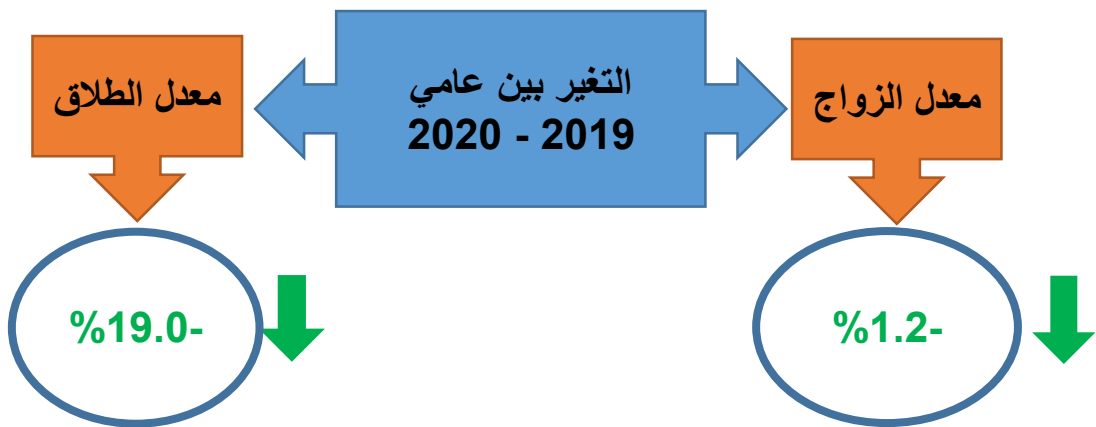 التغير بين عامي
2019 - 2020
معدل الزواج
معدل الطلاق
%1.2-
%19.0-